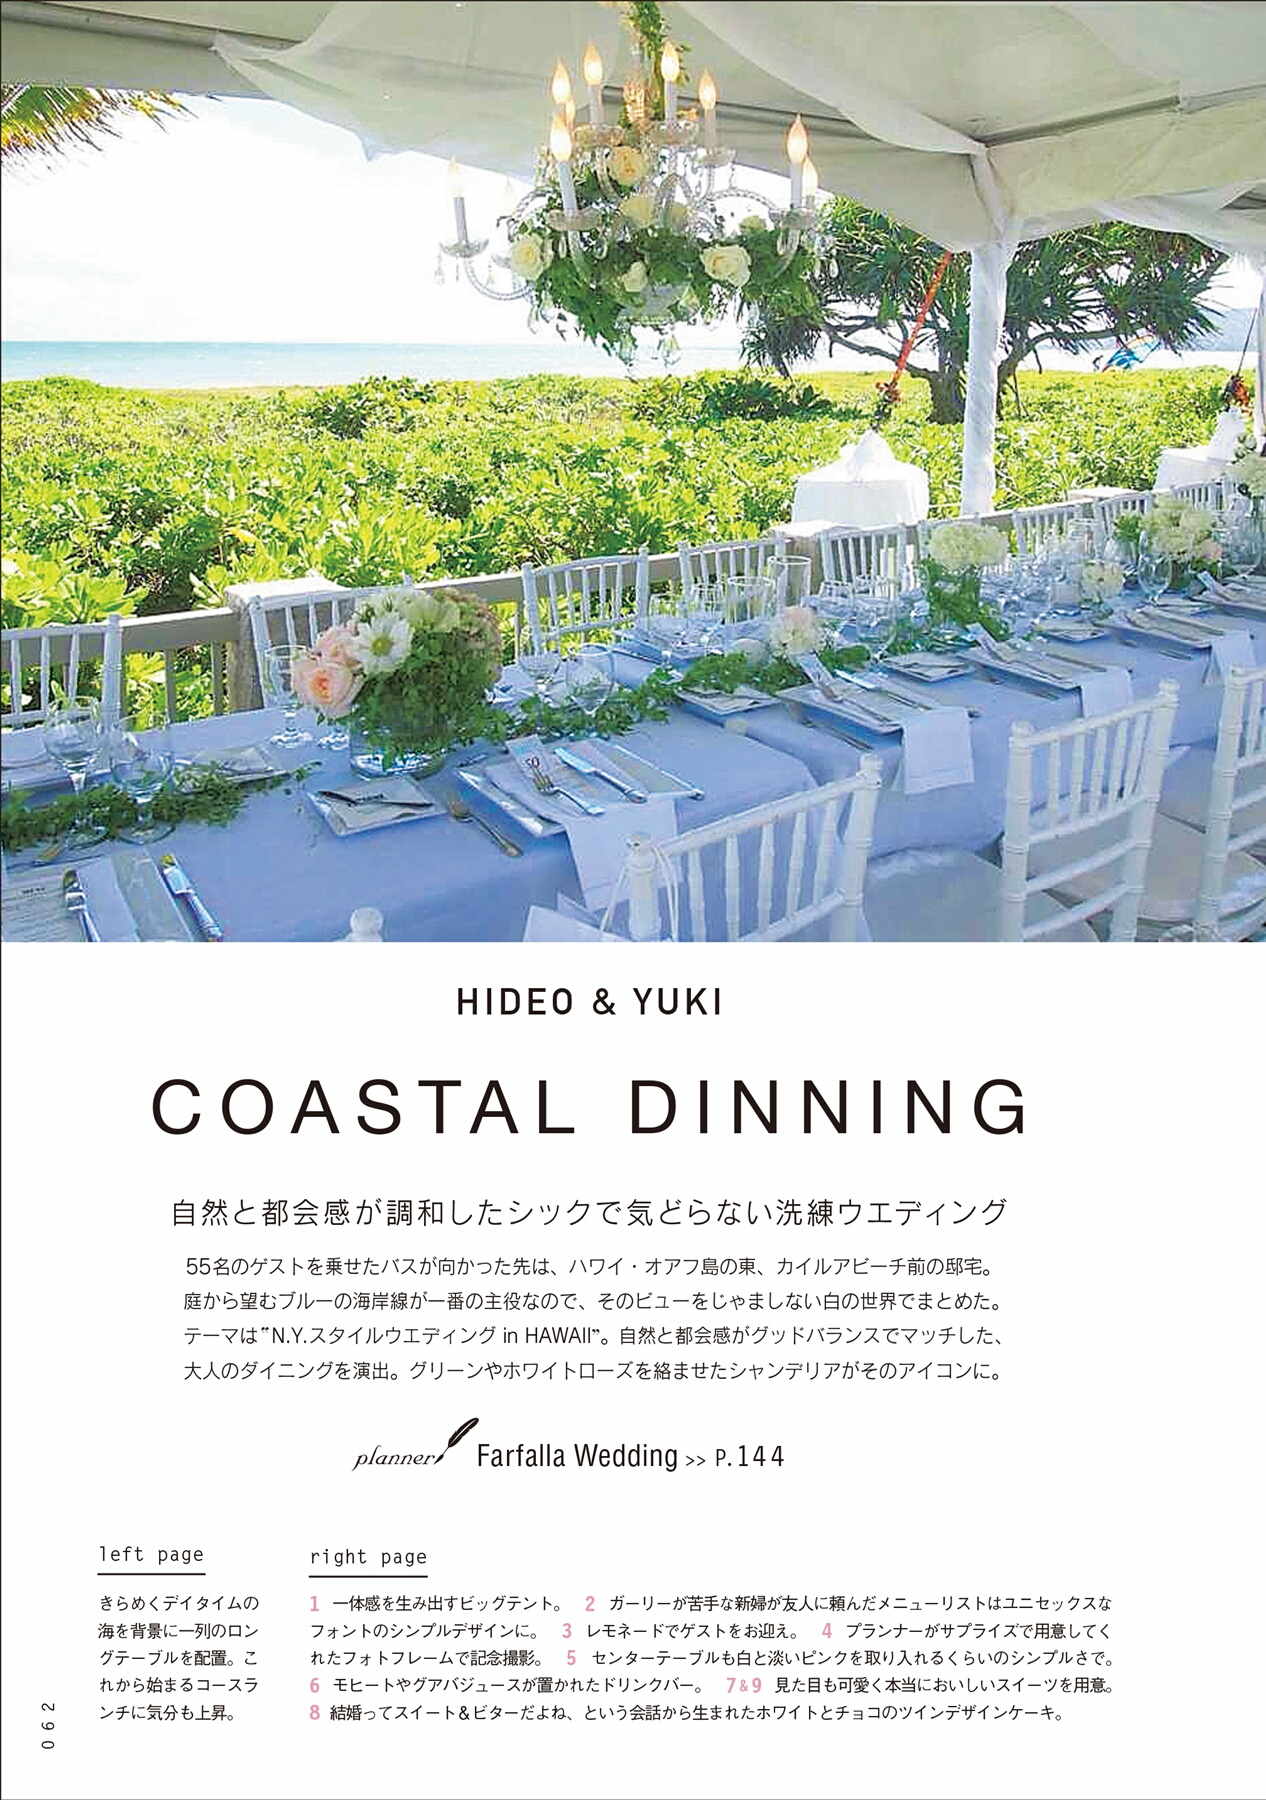 HIDEO & YUKI
COASTAL DINNING
自然と都会感が調和したシックで気どらない洗練ウエディング
55名のゲストを乗せたバスが向かった先は、ハワイ・オアフ島の東、カイルアビーチ前の邸宅。
庭から望むブルーの海岸線が一番の主役なので、そのビューをじゃましない白の世界でまとめた。
テーマは“N.Y.スタイルウエディング in HAWAII”。自然と都会感がグッドバランスでマッチした、
大人のダイニングを演出。グリーンやホワイトローズを絡ませたシャンデリアがそのアイコンに。
planner Farfalla Wedding >> P.144
left page
きらめくデイタイムの
海を背景に一列のロン
グテーブルを配置。こ
れから始まるコースラ
ンチに気分も上昇。
right page
1 一体感を生み出すビッグテント。 2 ガーリーが苦手な新婦が友人に頼んだメニューリストはユニセックスな
フォントのシンプルデザインに。 3 レモネードでゲストをお迎え。 4 プランナーがサプライズで用意してく
れたフォトフレームで記念撮影。 5 センターテーブルも白と淡いピンクを取り入れるくらいのシンプルさで。
6 モヒートやグアバジュースが置かれたドリンクバー。 7&9 見た目も可愛く本当においしいスイーツを用意。
8 結婚ってスイート＆ビターだよね、という会話から生まれたホワイトとチョコのツインデザインケーキ。
062